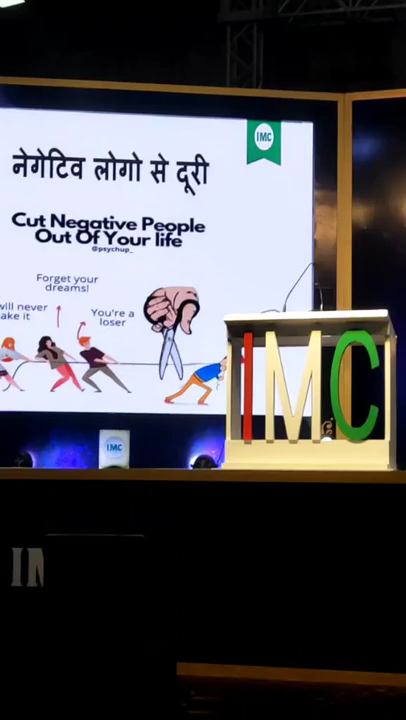 IMC
नेगेटिव लोगो से दूरी
Cut Negative People
Out Of Your life
@psychup_
Forget your
dreams!
will never
ake it
You're a
loser
IMC
IMC
IN